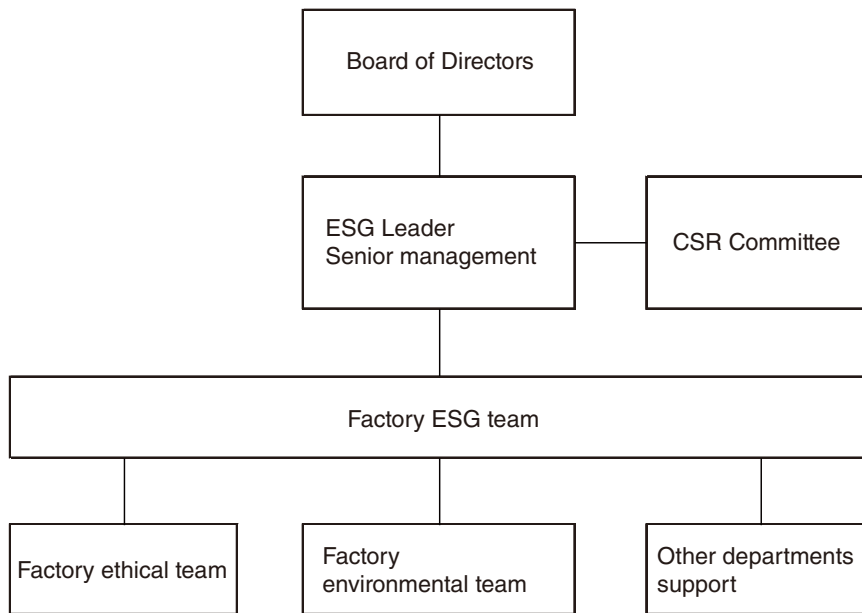 Board of Directors
ESG Leader
Senior management
CSR Committee
Factory ESG team
Factory ethical team
Factory
environmental team
Other departments
support